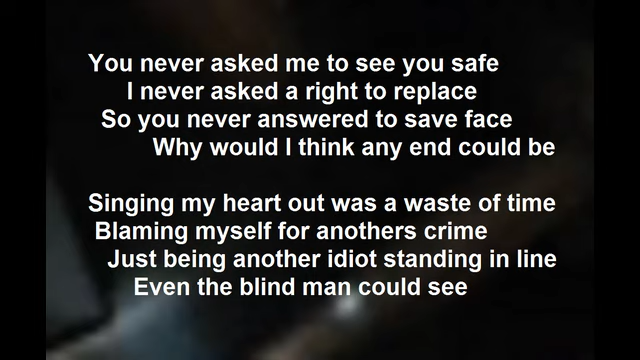 You never asked me to see you safe
I never asked a right to replace
So you never answered to save face
Why would I think any end could be
Singing my heart out was a waste of time
Blaming myself for anothers crime
Just being another idiot standing in line
Even the blind man could see